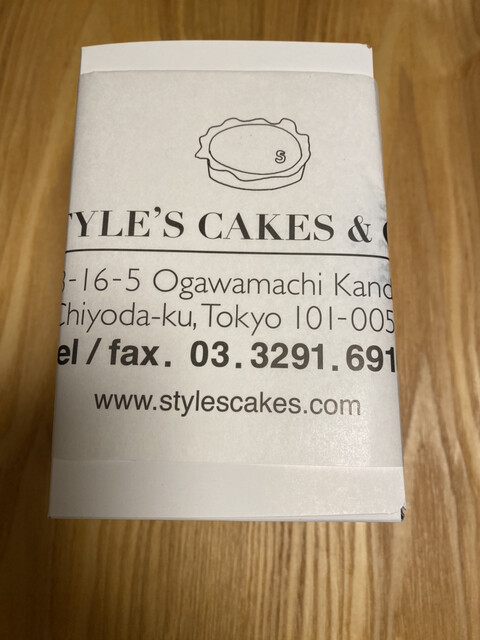 S
TYLE'S CAKES & C
3-16-5 Ogawamachi Kand
Chiyoda-ku, Tokyo 101-005
el / fax. 03.3291.691
www.stylescakes.com